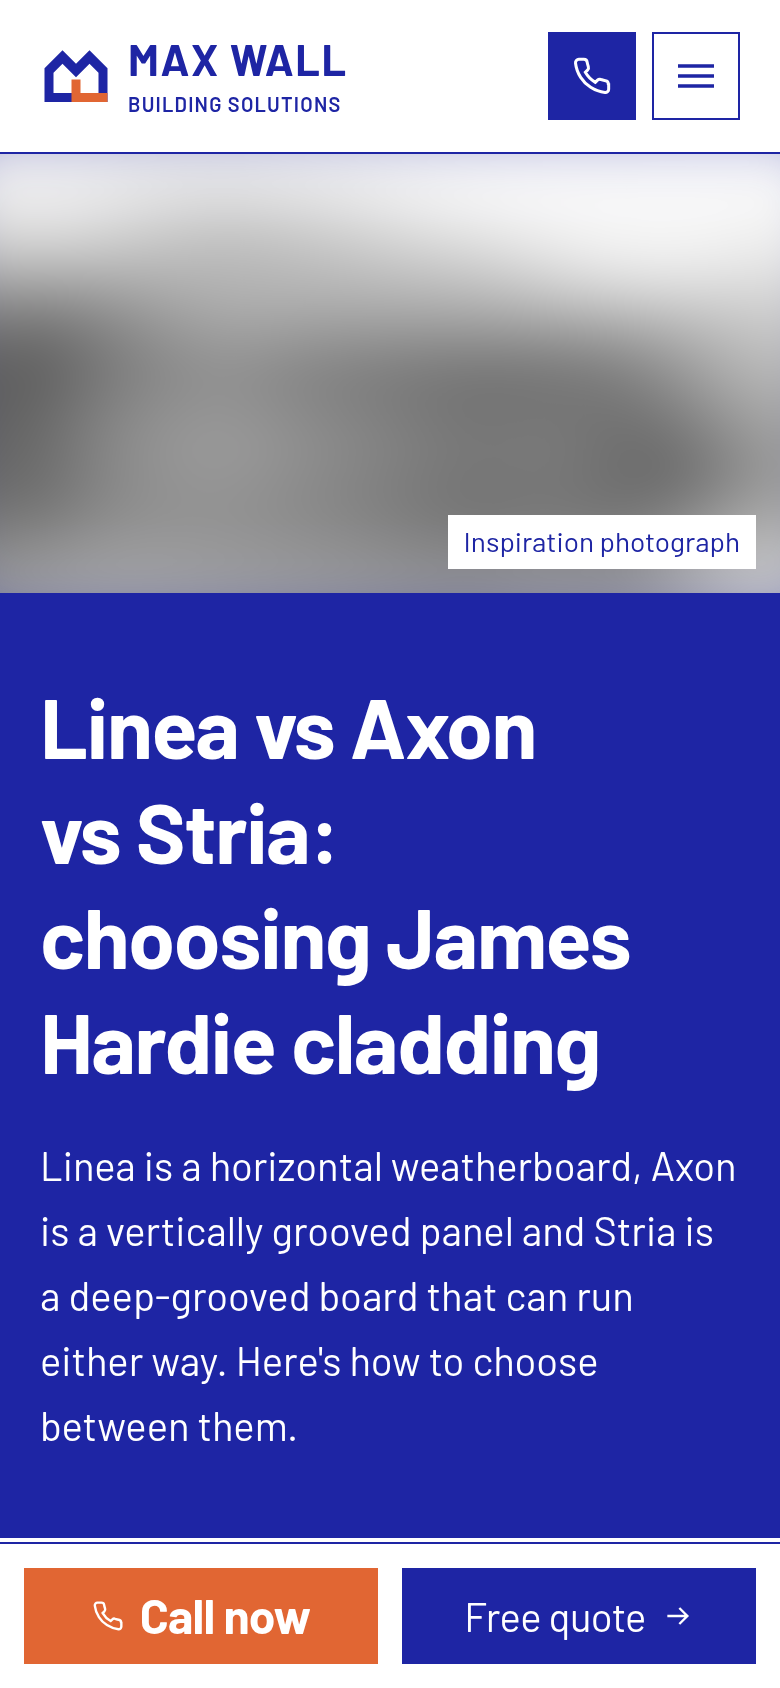 MAX WALL
BUILDING SOLUTIONS
Inspiration photograph
Linea vs Axon
vs Stria:
choosing James
Hardie cladding
Linea is a horizontal weatherboard, Axon
is a vertically grooved panel and Stria is
a deep-grooved board that can run
either way. Here's how to choose
between them.
Call now
Free quote →